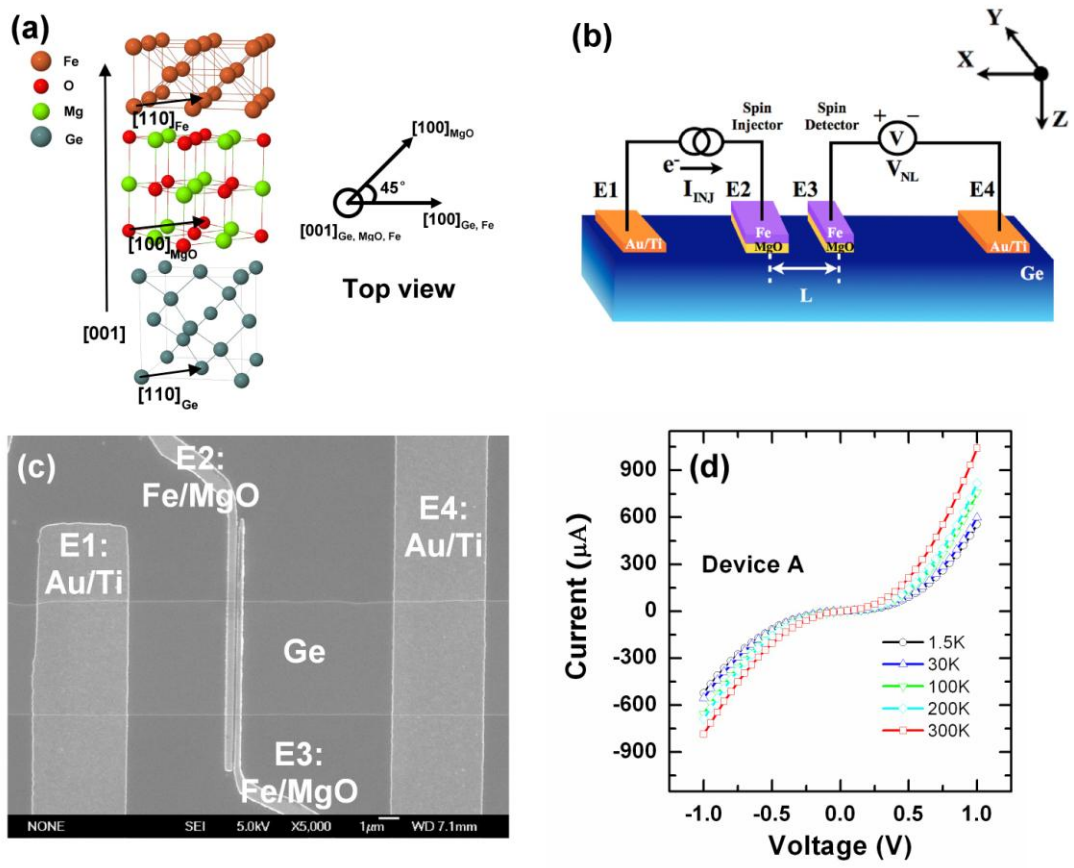 (a)
Fe
O
Mg
Ge
[001]
[110]Fe
[100]MgO
[110]Ge
[100]MgO
45°
[100]Ge, Fe
[001]Ge, MgO, Fe
Top view
(b)
Y
X
Z
Spin
Injector
Spin
Detector
+ −
V
VNL
e-
IINJ
E1
E2
E3
E4
Au/Ti
Fe
MgO
Fe
MgO
Au/Ti
Ge
L
(c)
E2:
Fe/MgO
E1:
Au/Ti
E4:
Au/Ti
Ge
E3:
Fe/MgO
NONE SEI 5.0kV X5,000 1μm WD 7.1mm
(d)
Current (μA)
900
600
300
0
-300
-600
-900
Device A
1.5K
30K
100K
200K
300K
-1.0 -0.5 0.0 0.5 1.0
Voltage (V)